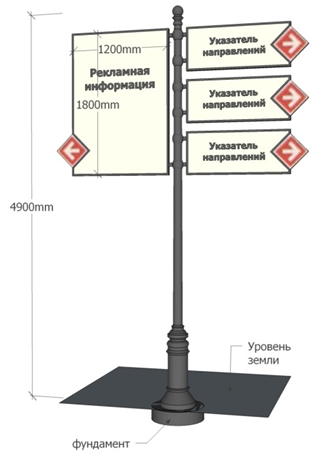 1200mm
Рекламная
информация
1800mm
Указатель
направлений
Указатель
направлений
Указатель
направлений
4900mm
Уровень
земли
фундамент